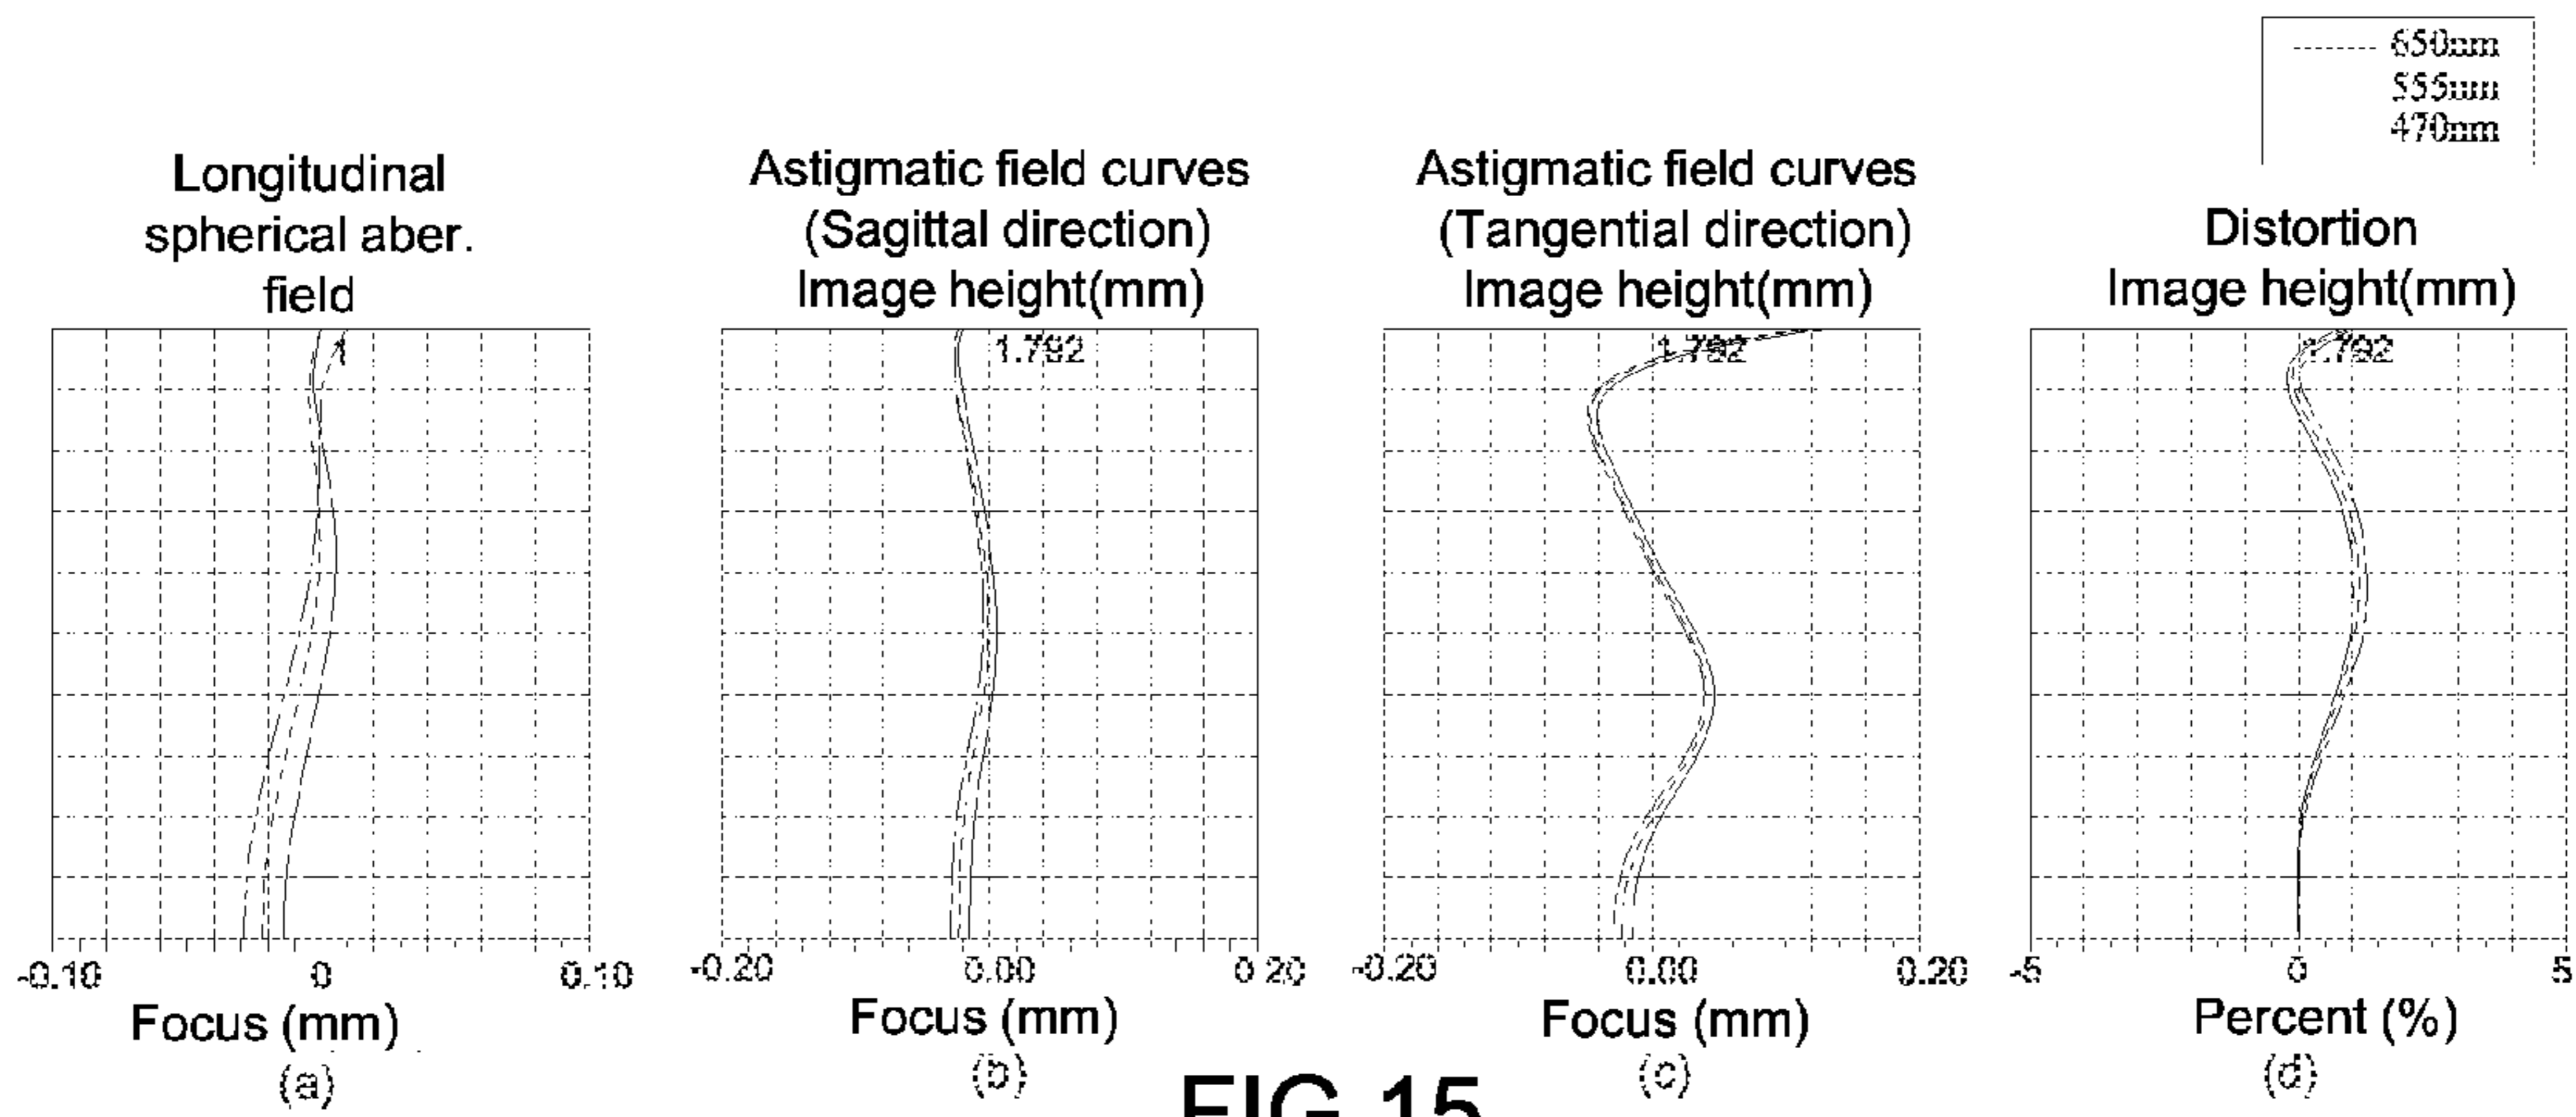 650nm
555nm
470nm
Longitudinal
spherical aber.
field
Astigmatic field curves
(Sagittal direction)
Image height(mm)
Astigmatic field curves
(Tangential direction)
Image height(mm)
Distortion
Image height(mm)
1
1.792
1.792
1.792
-0.10 0 0.10
-0.20 0.00 0.20
-0.20 0.00 0.20
-5 0 5
Focus (mm)
Focus (mm)
Focus (mm)
Percent (%)
(a)
(b)
(c)
(d)
FIG.15